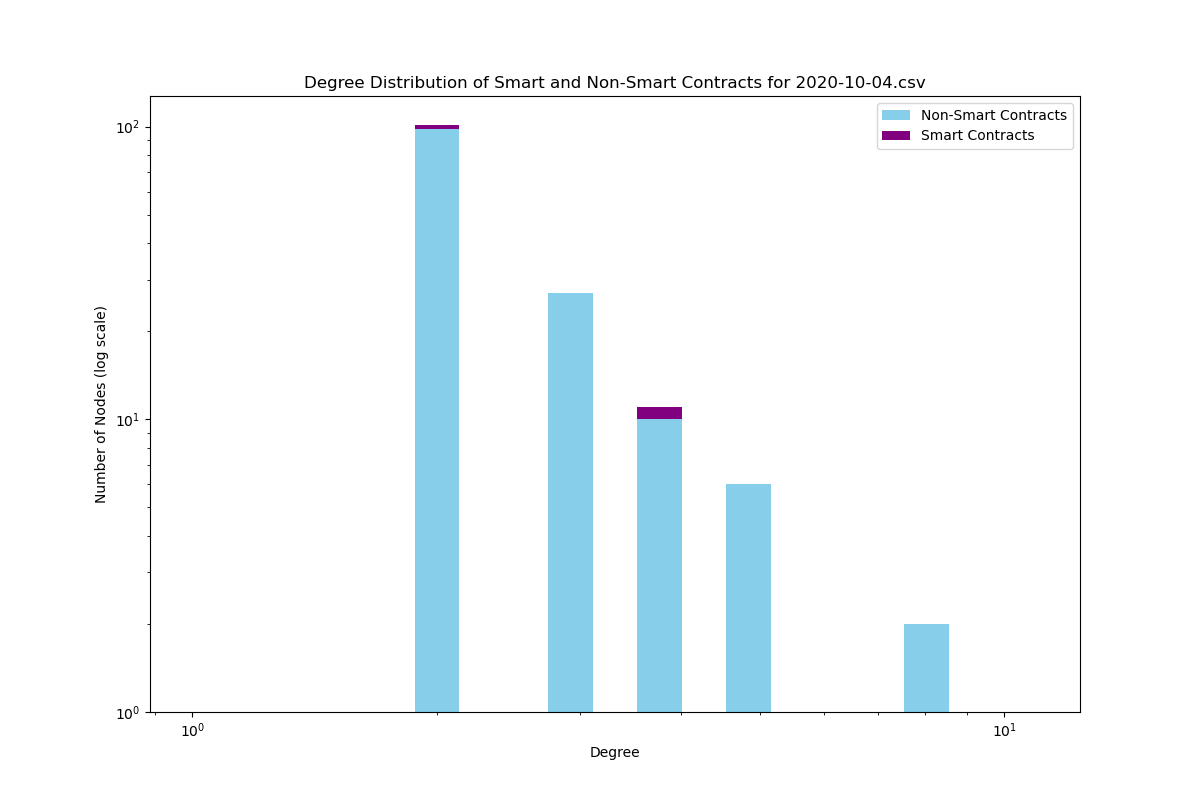 Degree Distribution of Smart and Non-Smart Contracts for 2020-10-04.csv
Non-Smart Contracts
Smart Contracts
Number of Nodes (log scale)
10²
10¹
10⁰
10⁰ 10¹
Degree